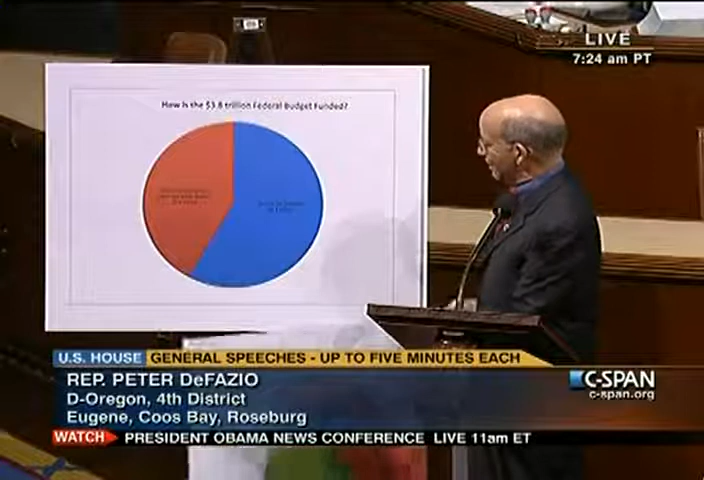 LIVE
7:24 am PT
How is the $3.8 trillion Federal Budget Funded?
U.S. HOUSE GENERAL SPEECHES - UP TO FIVE MINUTES EACH
REP. PETER DeFAZIO
D-Oregon, 4th District
Eugene, Coos Bay, Roseburg
C-SPAN
c-span.org
WATCH PRESIDENT OBAMA NEWS CONFERENCE LIVE 11am ET